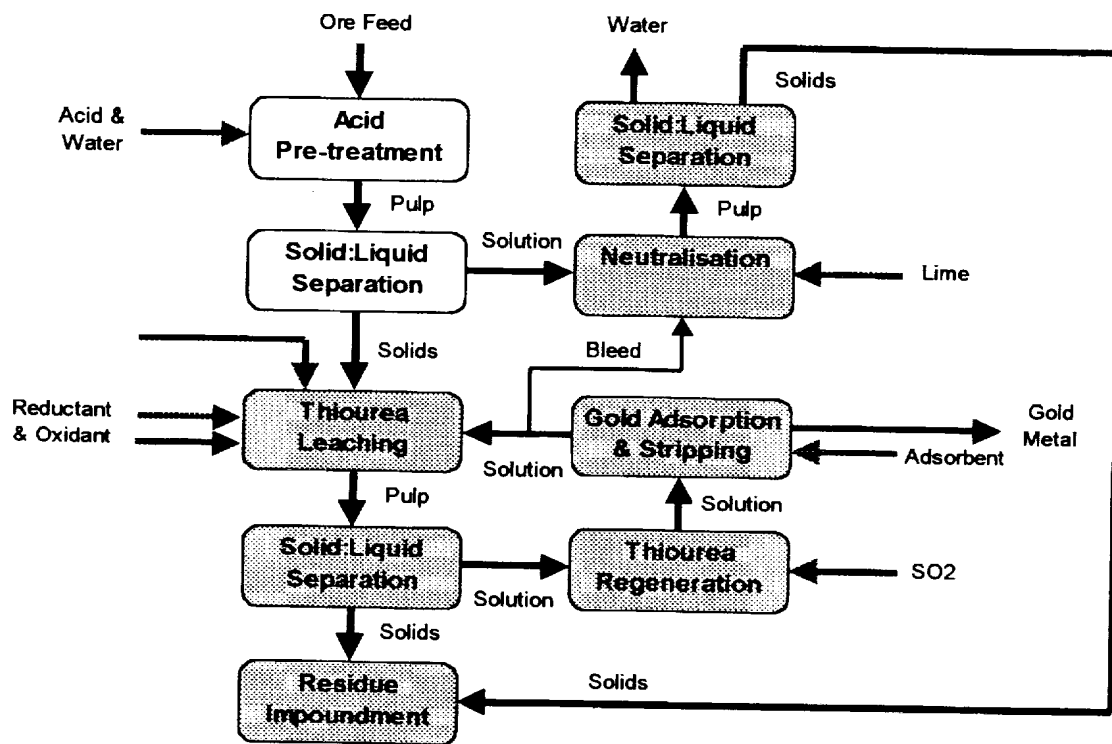 Ore Feed
Water
Solids
Acid &
Water
Acid
Pre-treatment
Solid:Liquid
Separation
Pulp
Pulp
Solid:Liquid
Separation
Solution
Neutralisation
Lime
Solids
Bleed
Reductant
& Oxidant
Thiourea
Leaching
Solution
Gold Adsorption
& Stripping
Gold
Metal
Adsorbent
Pulp
Solution
Solid:Liquid
Separation
Solution
Thiourea
Regeneration
SO2
Solids
Solids
Residue
Impoundment